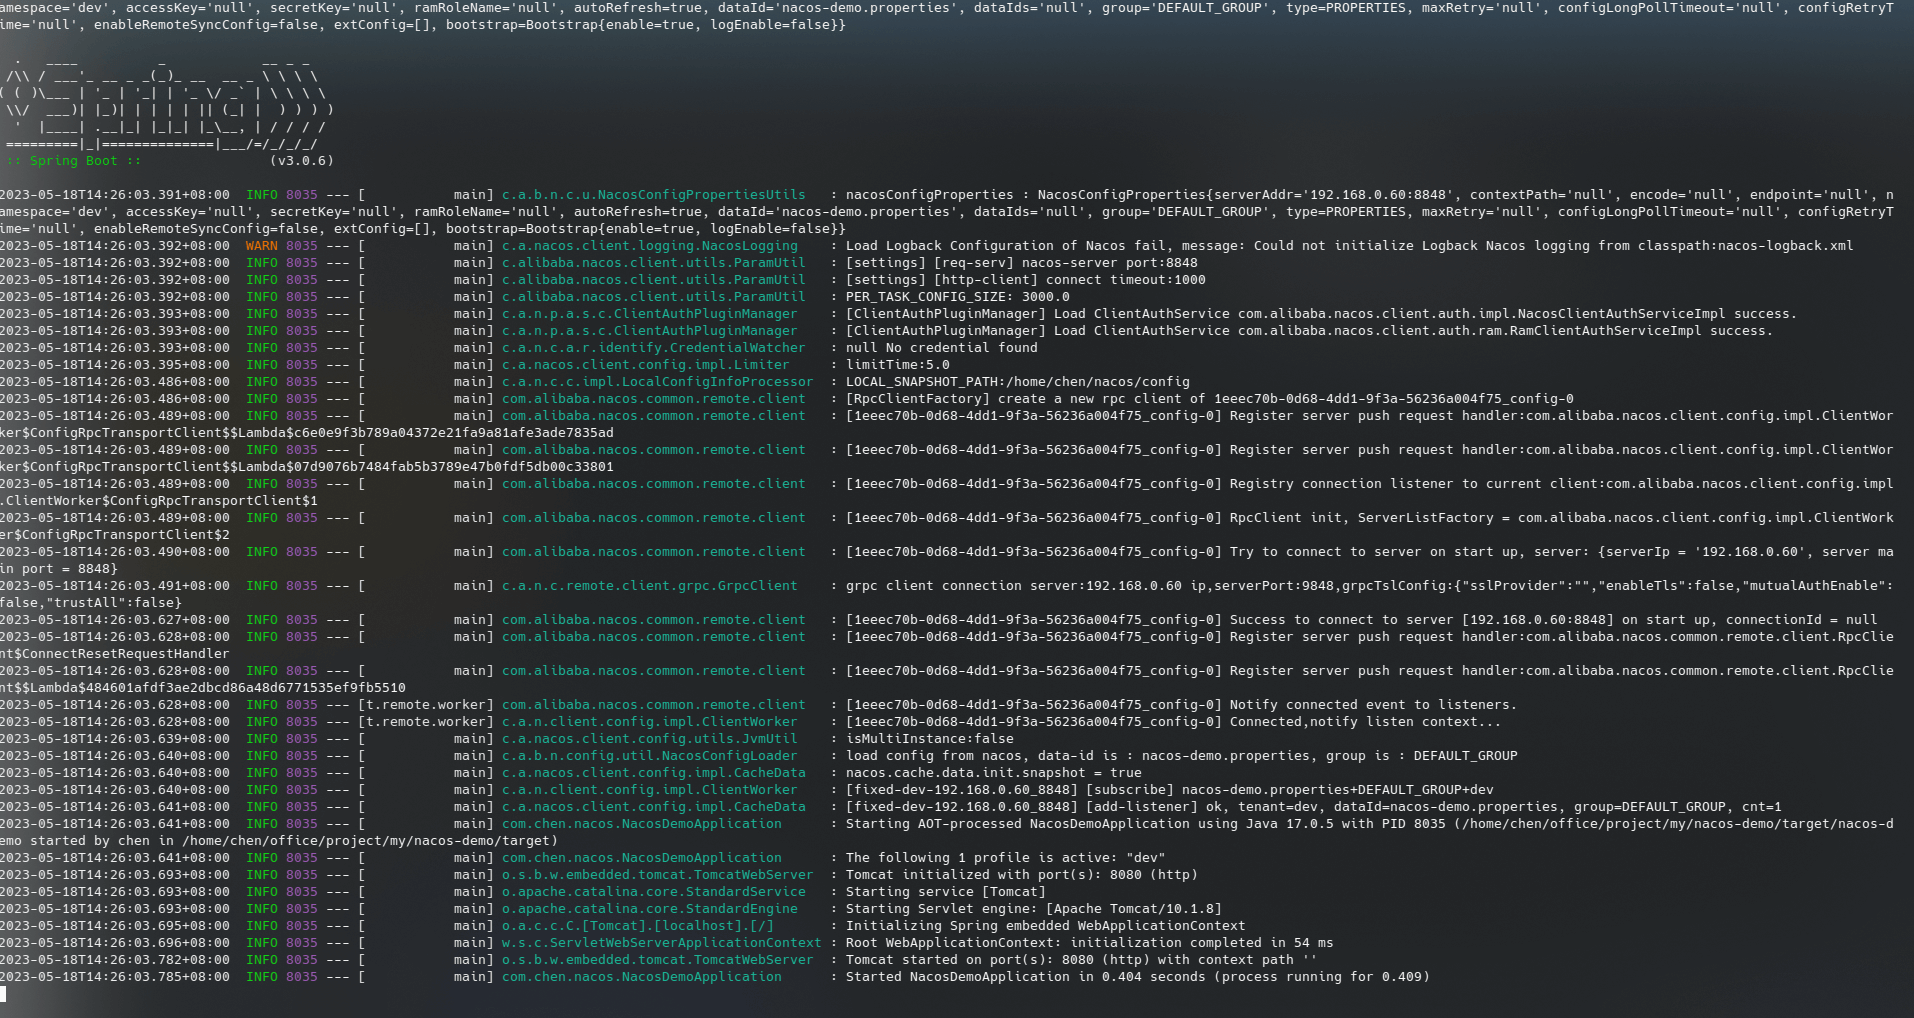 amespace='dev', accessKey='null', secretKey='null', ramRoleName='null', autoRefresh=true, dataId='nacos-demo.properties', dataIds='null', group='DEFAULT_GROUP', type=PROPERTIES, maxRetry='null', configLongPollTimeout='null', configRetryT
ime='null', enableRemoteSyncConfig=false, extConfig=[], bootstrap=Bootstrap{enable=true, logEnable=false}}
  .   ____          _            __ _ _
 /\\ / ___'_ __ _ _(_)_ __  __ _ \ \ \ \
( ( )\___ | '_ | '_| | '_ \/ _` | \ \ \ \
 \\/  ___)| |_)| | | | | || (_| |  ) ) ) )
  '  |____| .__|_| |_|_| |_\__, | / / / /
 =========|_|==============|___/=/_/_/_/
 :: Spring Boot ::                (v3.0.6)
2023-05-18T14:26:03.391+08:00  INFO 8035 --- [           main] c.a.b.n.c.u.NacosConfigPropertiesUtils   : nacosConfigProperties : NacosConfigProperties{serverAddr='192.168.0.60:8848', contextPath='null', encode='null', endpoint='null', n
amespace='dev', accessKey='null', secretKey='null', ramRoleName='null', autoRefresh=true, dataId='nacos-demo.properties', dataIds='null', group='DEFAULT_GROUP', type=PROPERTIES, maxRetry='null', configLongPollTimeout='null', configRetryT
ime='null', enableRemoteSyncConfig=false, extConfig=[], bootstrap=Bootstrap{enable=true, logEnable=false}}
2023-05-18T14:26:03.392+08:00  WARN 8035 --- [           main] c.a.nacos.client.logging.NacosLogging    : Load Logback Configuration of Nacos fail, message: Could not initialize Logback Nacos logging from classpath:nacos-logback.xml
2023-05-18T14:26:03.392+08:00  INFO 8035 --- [           main] c.alibaba.nacos.client.utils.ParamUtil   : [settings] [req-serv] nacos-server port:8848
2023-05-18T14:26:03.392+08:00  INFO 8035 --- [           main] c.alibaba.nacos.client.utils.ParamUtil   : [settings] [http-client] connect timeout:1000
2023-05-18T14:26:03.392+08:00  INFO 8035 --- [           main] c.alibaba.nacos.client.utils.ParamUtil   : PER_TASK_CONFIG_SIZE: 3000.0
2023-05-18T14:26:03.393+08:00  INFO 8035 --- [           main] c.a.n.p.a.s.c.ClientAuthPluginManager    : [ClientAuthPluginManager] Load ClientAuthService com.alibaba.nacos.client.auth.impl.NacosClientAuthServiceImpl success.
2023-05-18T14:26:03.393+08:00  INFO 8035 --- [           main] c.a.n.p.a.s.c.ClientAuthPluginManager    : [ClientAuthPluginManager] Load ClientAuthService com.alibaba.nacos.client.auth.ram.RamClientAuthServiceImpl success.
2023-05-18T14:26:03.393+08:00  INFO 8035 --- [           main] c.a.n.c.a.r.identify.CredentialWatcher   : null No credential found
2023-05-18T14:26:03.395+08:00  INFO 8035 --- [           main] c.a.nacos.client.config.impl.Limiter     : limitTime:5.0
2023-05-18T14:26:03.486+08:00  INFO 8035 --- [           main] c.a.n.c.c.impl.LocalConfigInfoProcessor  : LOCAL_SNAPSHOT_PATH:/home/chen/nacos/config
2023-05-18T14:26:03.486+08:00  INFO 8035 --- [           main] com.alibaba.nacos.common.remote.client   : [RpcClientFactory] create a new rpc client of 1eeec70b-0d68-4dd1-9f3a-56236a004f75_config-0
2023-05-18T14:26:03.489+08:00  INFO 8035 --- [           main] com.alibaba.nacos.common.remote.client   : [1eeec70b-0d68-4dd1-9f3a-56236a004f75_config-0] Register server push request handler:com.alibaba.nacos.client.config.impl.ClientWor
ker$ConfigRpcTransportClient$$Lambda$c6e0e9f3b789a04372e21fa9a81afe3ade7835ad
2023-05-18T14:26:03.489+08:00  INFO 8035 --- [           main] com.alibaba.nacos.common.remote.client   : [1eeec70b-0d68-4dd1-9f3a-56236a004f75_config-0] Register server push request handler:com.alibaba.nacos.client.config.impl.ClientWor
ker$ConfigRpcTransportClient$$Lambda$07d9076b7484fab5b3789e47b0fdf5db00c33801
2023-05-18T14:26:03.489+08:00  INFO 8035 --- [           main] com.alibaba.nacos.common.remote.client   : [1eeec70b-0d68-4dd1-9f3a-56236a004f75_config-0] Registry connection listener to current client:com.alibaba.nacos.client.config.impl
.ClientWorker$ConfigRpcTransportClient$1
2023-05-18T14:26:03.489+08:00  INFO 8035 --- [           main] com.alibaba.nacos.common.remote.client   : [1eeec70b-0d68-4dd1-9f3a-56236a004f75_config-0] RpcClient init, ServerListFactory = com.alibaba.nacos.client.config.impl.ClientWork
er$ConfigRpcTransportClient$2
2023-05-18T14:26:03.490+08:00  INFO 8035 --- [           main] com.alibaba.nacos.common.remote.client   : [1eeec70b-0d68-4dd1-9f3a-56236a004f75_config-0] Try to connect to server on start up, server: {serverIp = '192.168.0.60', server ma
in port = 8848}
2023-05-18T14:26:03.491+08:00  INFO 8035 --- [           main] c.a.n.c.remote.client.grpc.GrpcClient    : grpc client connection server:192.168.0.60 ip,serverPort:9848,grpcTslConfig:{"sslProvider":"","enableTls":false,"mutualAuthEnable":
false,"trustAll":false}
2023-05-18T14:26:03.627+08:00  INFO 8035 --- [           main] com.alibaba.nacos.common.remote.client   : [1eeec70b-0d68-4dd1-9f3a-56236a004f75_config-0] Success to connect to server [192.168.0.60:8848] on start up, connectionId = null
2023-05-18T14:26:03.628+08:00  INFO 8035 --- [           main] com.alibaba.nacos.common.remote.client   : [1eeec70b-0d68-4dd1-9f3a-56236a004f75_config-0] Register server push request handler:com.alibaba.nacos.common.remote.client.RpcClie
nt$ConnectResetRequestHandler
2023-05-18T14:26:03.628+08:00  INFO 8035 --- [           main] com.alibaba.nacos.common.remote.client   : [1eeec70b-0d68-4dd1-9f3a-56236a004f75_config-0] Register server push request handler:com.alibaba.nacos.common.remote.client.RpcClie
nt$$Lambda$484601afdf3ae2dbcd86a48d6771535ef9fb5510
2023-05-18T14:26:03.628+08:00  INFO 8035 --- [t.remote.worker] com.alibaba.nacos.common.remote.client   : [1eeec70b-0d68-4dd1-9f3a-56236a004f75_config-0] Notify connected event to listeners.
2023-05-18T14:26:03.628+08:00  INFO 8035 --- [t.remote.worker] c.a.n.client.config.impl.ClientWorker    : [1eeec70b-0d68-4dd1-9f3a-56236a004f75_config-0] Connected,notify listen context...
2023-05-18T14:26:03.639+08:00  INFO 8035 --- [           main] c.a.nacos.client.config.utils.JvmUtil    : isMultiInstance:false
2023-05-18T14:26:03.640+08:00  INFO 8035 --- [           main] c.a.b.n.config.util.NacosConfigLoader    : load config from nacos, data-id is : nacos-demo.properties, group is : DEFAULT_GROUP
2023-05-18T14:26:03.640+08:00  INFO 8035 --- [           main] c.a.nacos.client.config.impl.CacheData   : nacos.cache.data.init.snapshot = true
2023-05-18T14:26:03.640+08:00  INFO 8035 --- [           main] c.a.n.client.config.impl.ClientWorker    : [fixed-dev-192.168.0.60_8848] [subscribe] nacos-demo.properties+DEFAULT_GROUP+dev
2023-05-18T14:26:03.641+08:00  INFO 8035 --- [           main] c.a.nacos.client.config.impl.CacheData   : [fixed-dev-192.168.0.60_8848] [add-listener] ok, tenant=dev, dataId=nacos-demo.properties, group=DEFAULT_GROUP, cnt=1
2023-05-18T14:26:03.641+08:00  INFO 8035 --- [           main] com.chen.nacos.NacosDemoApplication      : Starting AOT-processed NacosDemoApplication using Java 17.0.5 with PID 8035 (/home/chen/office/project/my/nacos-demo/target/nacos-d
emo started by chen in /home/chen/office/project/my/nacos-demo/target)
2023-05-18T14:26:03.641+08:00  INFO 8035 --- [           main] com.chen.nacos.NacosDemoApplication      : The following 1 profile is active: "dev"
2023-05-18T14:26:03.693+08:00  INFO 8035 --- [           main] o.s.b.w.embedded.tomcat.TomcatWebServer  : Tomcat initialized with port(s): 8080 (http)
2023-05-18T14:26:03.693+08:00  INFO 8035 --- [           main] o.apache.catalina.core.StandardService   : Starting service [Tomcat]
2023-05-18T14:26:03.693+08:00  INFO 8035 --- [           main] o.apache.catalina.core.StandardEngine    : Starting Servlet engine: [Apache Tomcat/10.1.8]
2023-05-18T14:26:03.695+08:00  INFO 8035 --- [           main] o.a.c.c.C.[Tomcat].[localhost].[/]       : Initializing Spring embedded WebApplicationContext
2023-05-18T14:26:03.696+08:00  INFO 8035 --- [           main] w.s.c.ServletWebServerApplicationContext : Root WebApplicationContext: initialization completed in 54 ms
2023-05-18T14:26:03.782+08:00  INFO 8035 --- [           main] o.s.b.w.embedded.tomcat.TomcatWebServer  : Tomcat started on port(s): 8080 (http) with context path ''
2023-05-18T14:26:03.785+08:00  INFO 8035 --- [           main] com.chen.nacos.NacosDemoApplication      : Started NacosDemoApplication in 0.404 seconds (process running for 0.409)